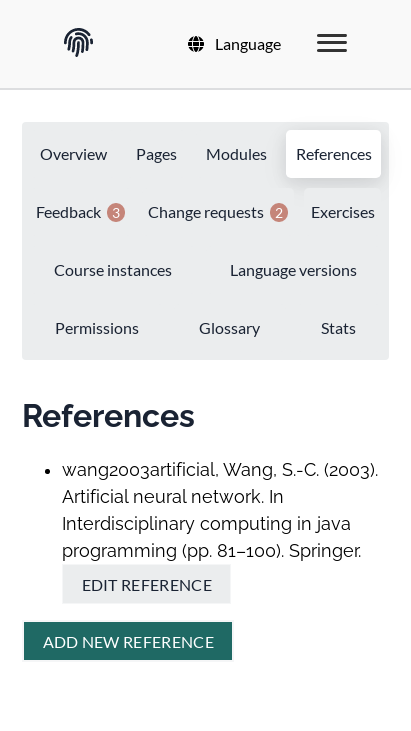 Language
Overview Pages Modules References
Feedback 3 Change requests 2 Exercises
Course instances Language versions
Permissions Glossary Stats
References
• wang2003artificial, Wang, S.-C. (2003).
Artificial neural network. In
Interdisciplinary computing in java
programming (pp. 81–100). Springer.
EDIT REFERENCE
ADD NEW REFERENCE